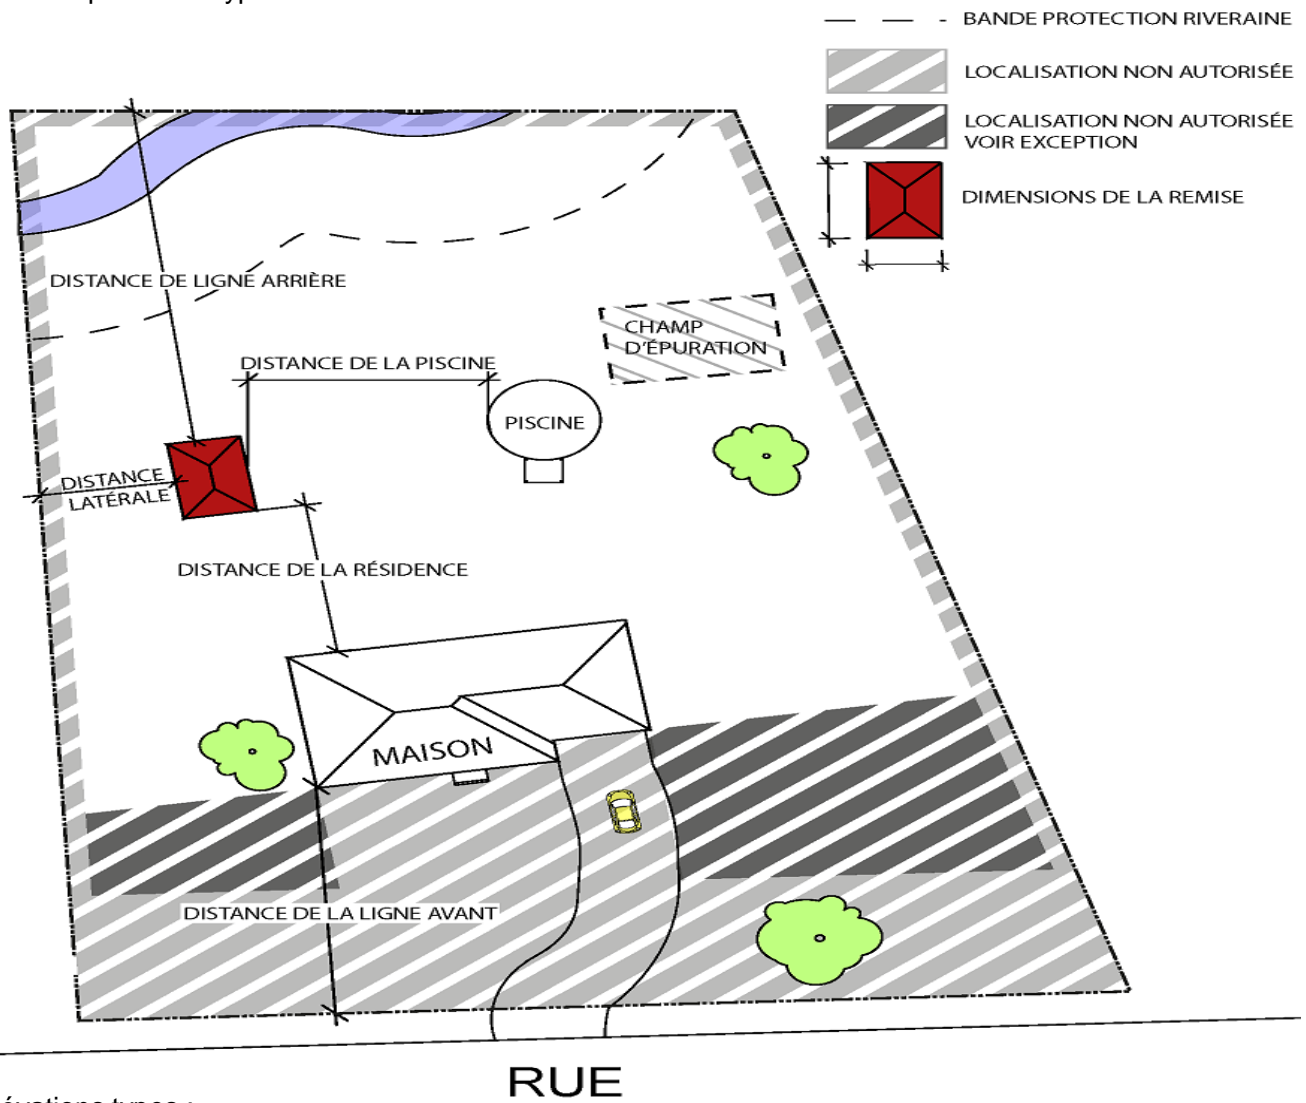 BANDE PROTECTION RIVERAINE
LOCALISATION NON AUTORISÉE
LOCALISATION NON AUTORISÉE
VOIR EXCEPTION
DIMENSIONS DE LA REMISE
DISTANCE DE LIGNE ARRIÈRE
CHAMP
D'ÉPURATION
DISTANCE DE LA PISCINE
PISCINE
DISTANCE
LATÉRALE
DISTANCE DE LA RÉSIDENCE
MAISON
DISTANCE DE LA LIGNE AVANT
RUE